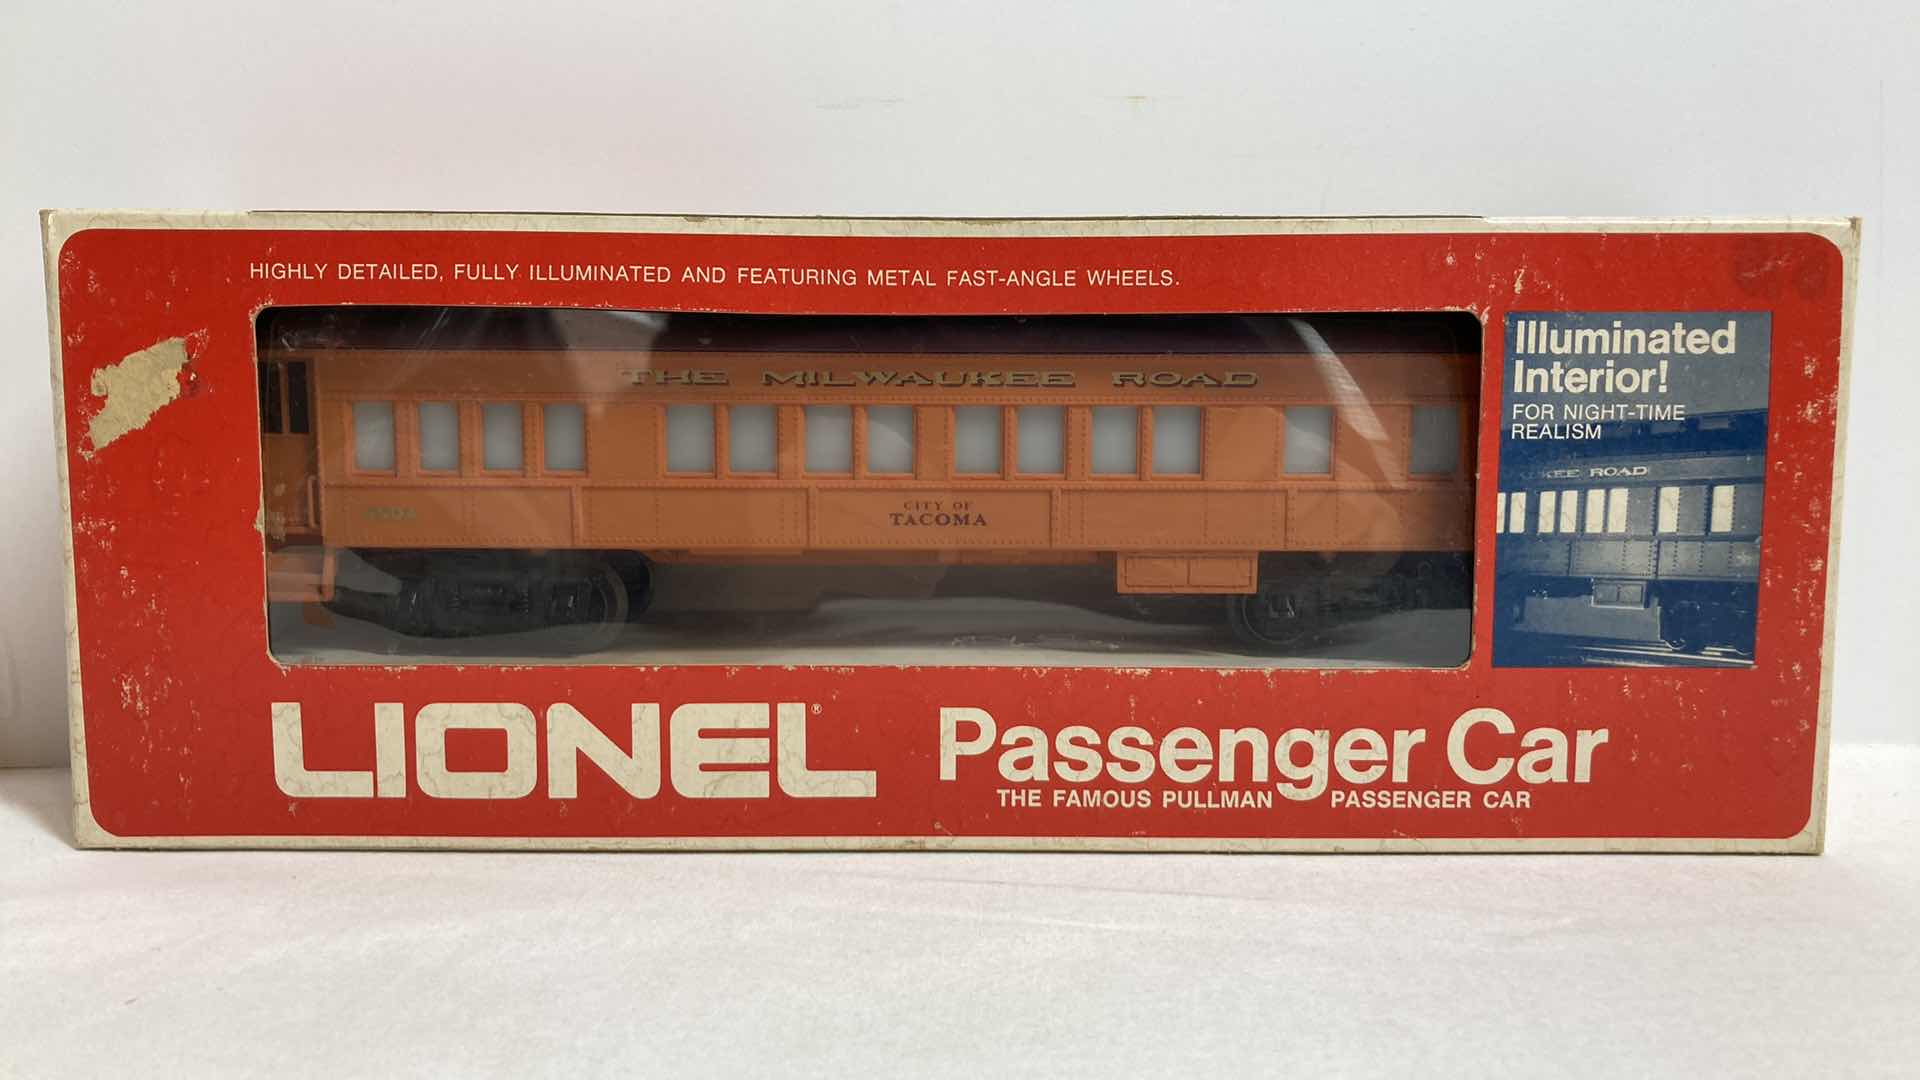 HIGHLY DETAILED, FULLY ILLUMINATED AND FEATURING METAL FAST-ANGLE WHEELS.
THE MILWAUKEE ROAD
CITY OF
TACOMA
Illuminated
Interior!
FOR NIGHT-TIME
REALISM
KEE ROAD
LIONEL®
Passenger Car
THE FAMOUS PULLMAN PASSENGER CAR